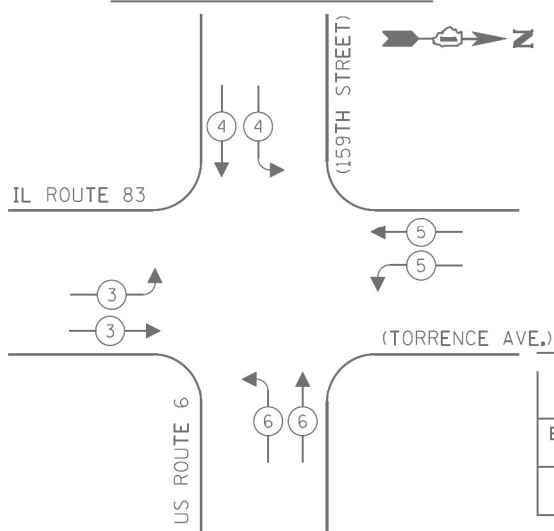 N
(159TH STREET)
4
4
IL ROUTE 83
5
5
3
3
(TORRENCE AVE.)
US ROUTE 6
6
6
E